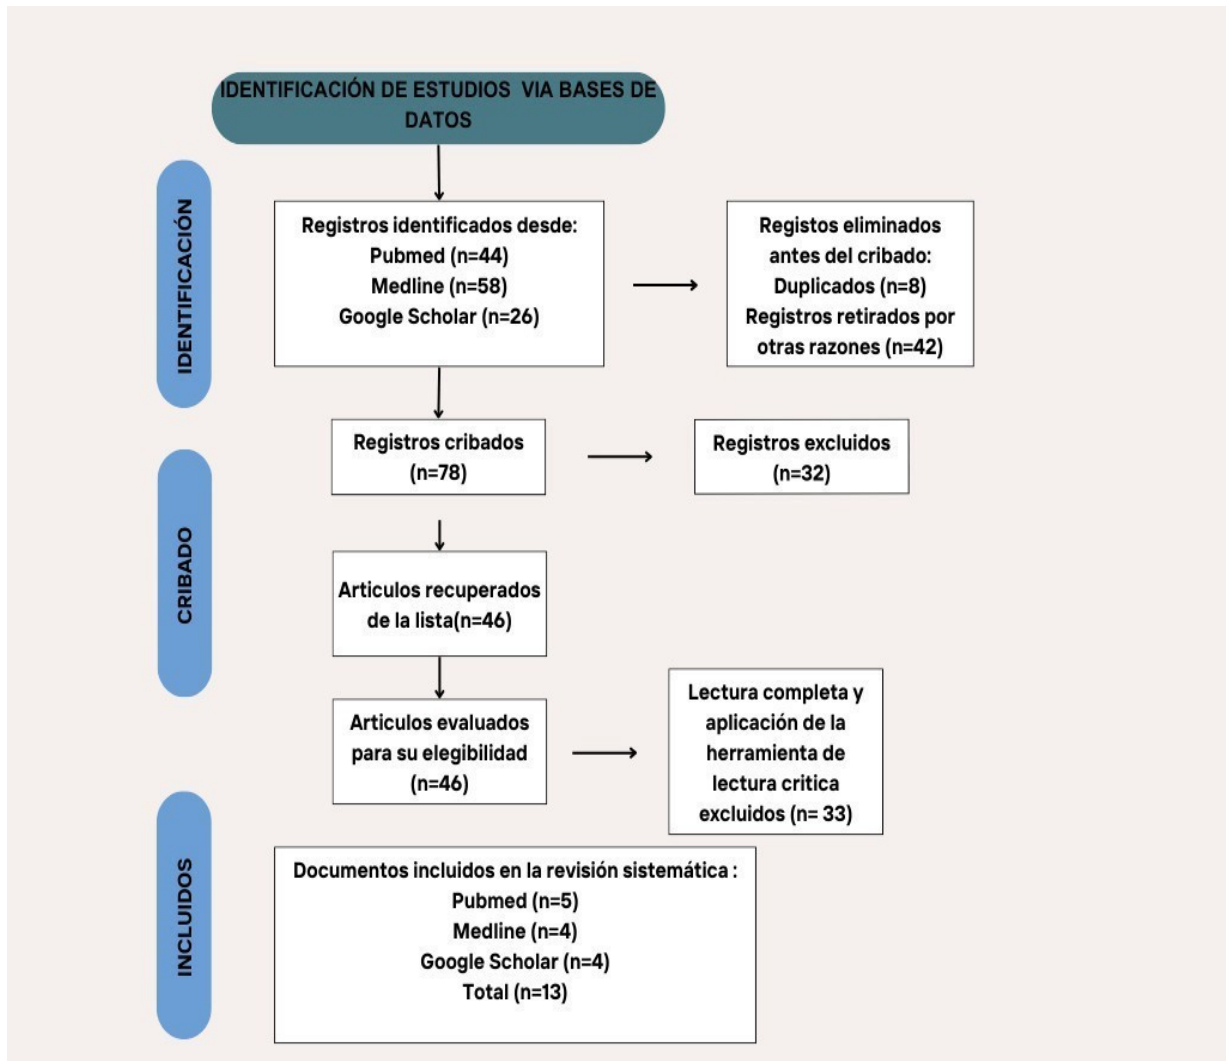 IDENTIFICACIÓN DE ESTUDIOS VIA BASES DE
DATOS
IDENTIFICACIÓN
Registros identificados desde:
Pubmed (n=44)
Medline (n=58)
Google Scholar (n=26)
Registos eliminados
antes del cribado:
Duplicados (n=8)
Registros retirados por
otras razones (n=42)
CRIBADO
Registros cribados
(n=78)
Registros excluidos
(n=32)
Articulos recuperados
de la lista(n=46)
Articulos evaluados
para su elegibilidad
(n=46)
Lectura completa y
aplicación de la
herramienta de
lectura critica
excluidos (n= 33)
INCLUIDOS
Documentos incluidos en la revisión sistemática :
Pubmed (n=5)
Medline (n=4)
Google Scholar (n=4)
Total (n=13)